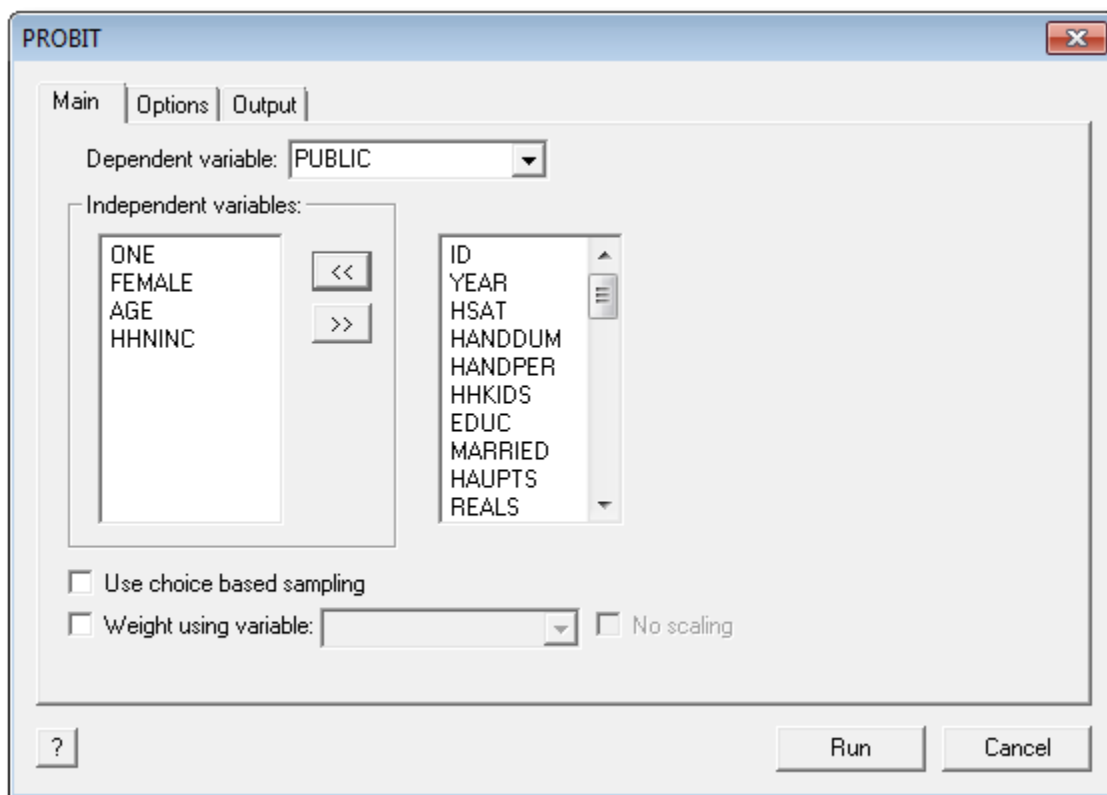 PROBIT
Main Options Output
Dependent variable: PUBLIC
Independent variables:
ONE
FEMALE
AGE
HHNINC
<<
>>
ID
YEAR
HSAT
HANDDUM
HANDPER
HHKIDS
EDUC
MARRIED
HAUPTS
REALS
Use choice based sampling
Weight using variable: No scaling
? Run Cancel